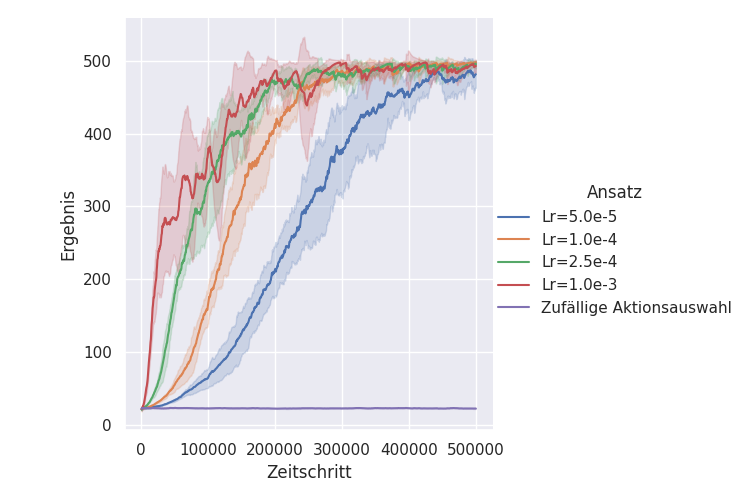 500
400
300
200
100
0
Ergebnis
0 100000 200000 300000 400000 500000
Zeitschritt
Ansatz
Lr=5.0e-5
Lr=1.0e-4
Lr=2.5e-4
Lr=1.0e-3
Zufällige Aktionsauswahl